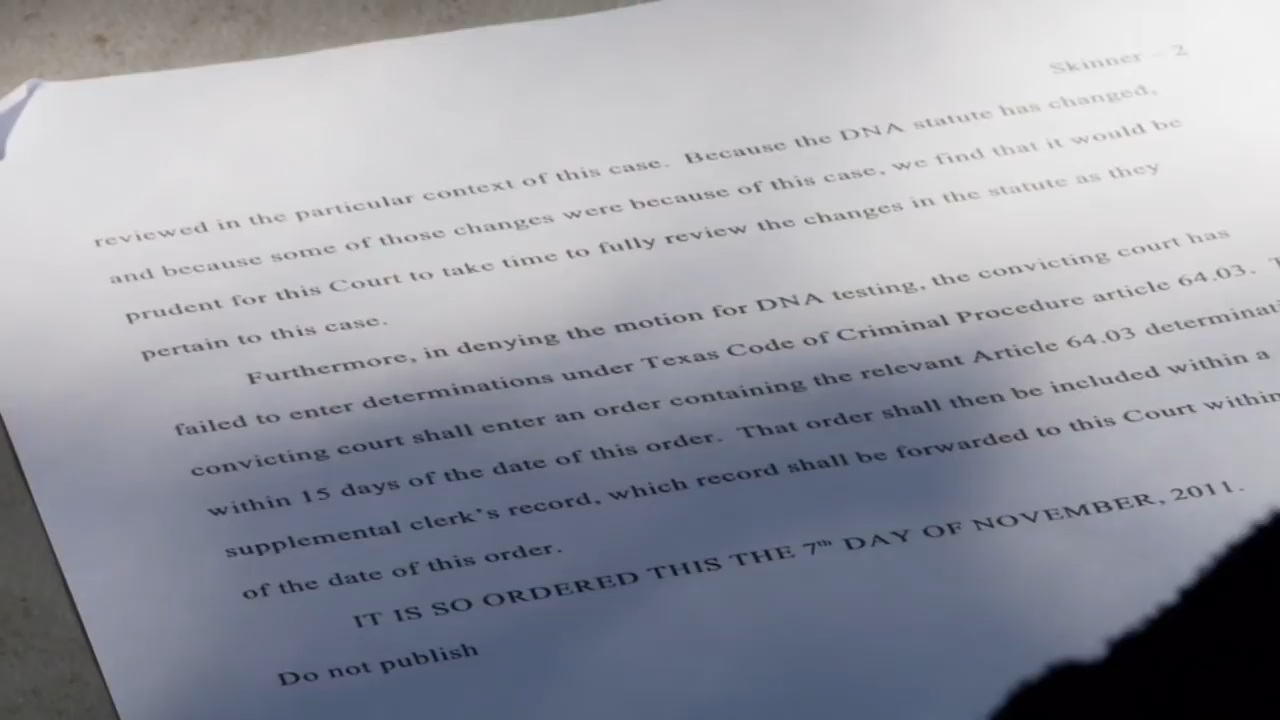 Skinner – 2
reviewed in the particular context of this case. Because the DNA statute has changed,
and because some of those changes were because of this case, we find that it would be
prudent for this Court to take time to fully review the changes in the statute as they
pertain to this case.
Furthermore, in denying the motion for DNA testing, the convicting court has
failed to enter determinations under Texas Code of Criminal Procedure article 64.03.
convicting court shall enter an order containing the relevant Article 64.03
within 15 days of the date of this order. That order shall then be included within a
supplemental clerk's record, which record shall be forwarded to this Court within
of the date of this order.
IT IS SO ORDERED THIS THE 7th DAY OF NOVEMBER, 2011.
Do not publish